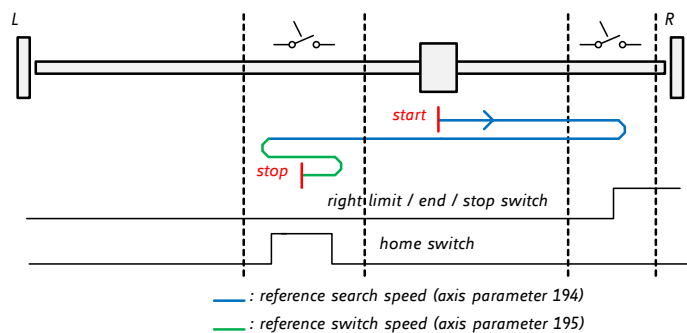 L
R
start
stop
right limit / end / stop switch
home switch
: reference search speed (axis parameter 194)
: reference switch speed (axis parameter 195)